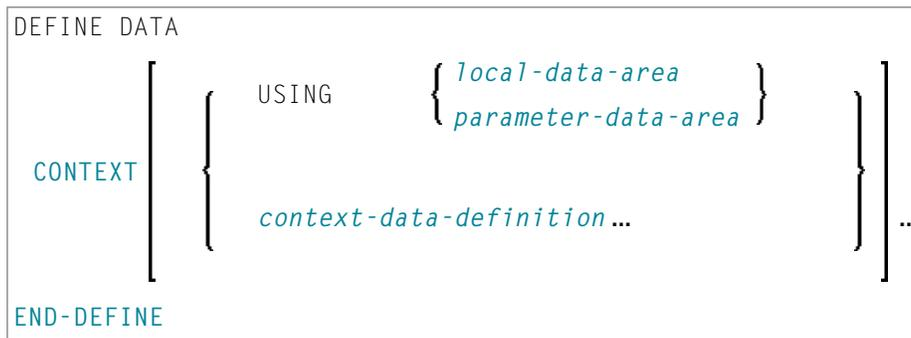 DEFINE DATA
local-data-area
USING
parameter-data-area
CONTEXT
context-data-definition ...
..
END-DEFINE